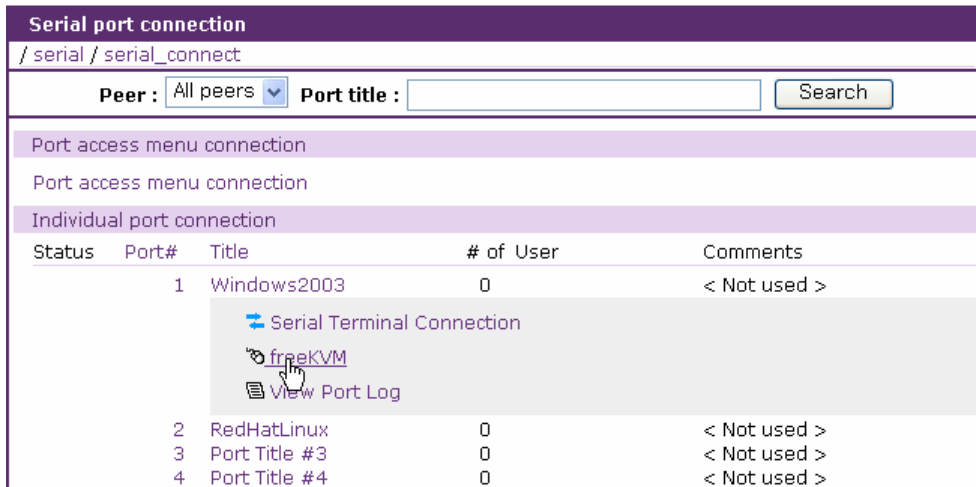 Serial port connection
/ serial / serial_connect
Peer : All peers Port title : Search
Port access menu connection
Port access menu connection
Individual port connection
Status Port# Title # of User Comments
1 Windows2003 0 < Not used >
Serial Terminal Connection
freeKVM
View Port Log
2 RedHatLinux 0 < Not used >
3 Port Title #3 0 < Not used >
4 Port Title #4 0 < Not used >